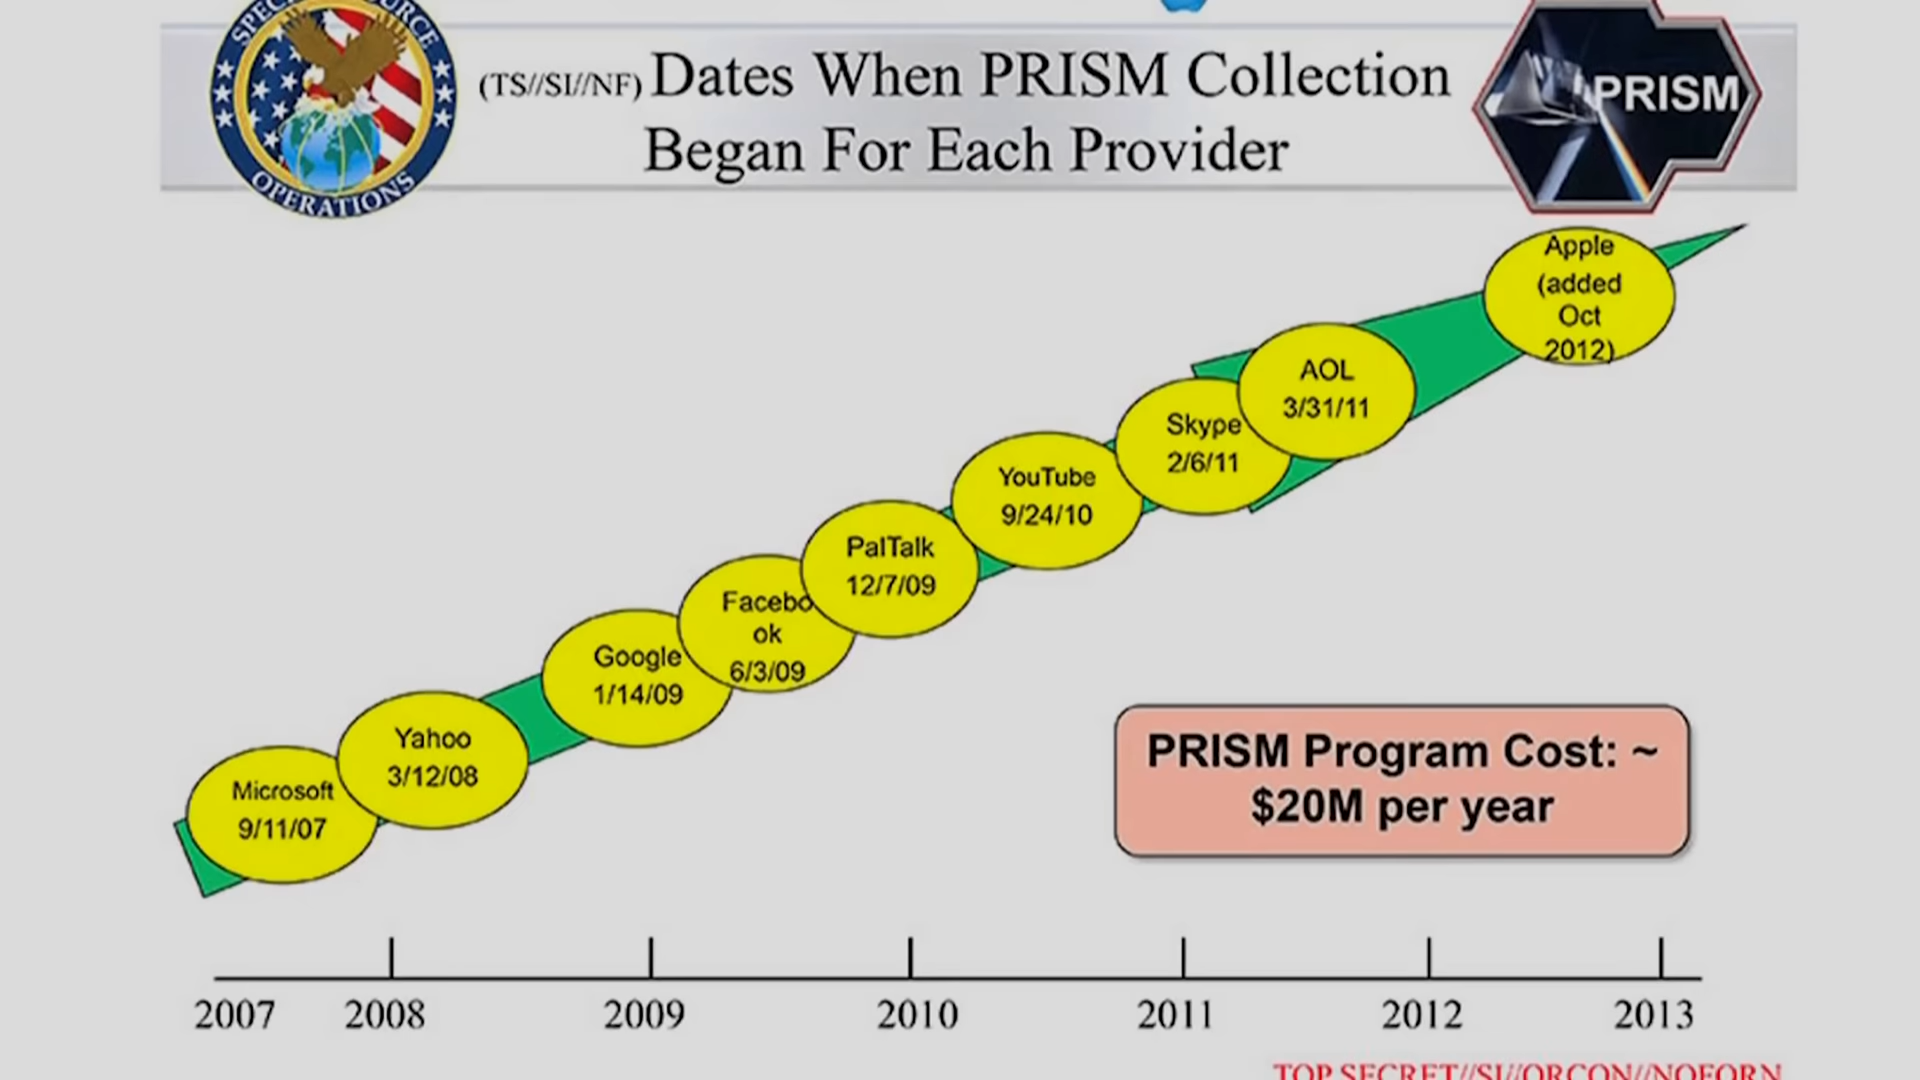 SPECIAL SOURCE
OPERATIONS
(TS//SI//NF) Dates When PRISM Collection
Began For Each Provider
PRISM
Apple
(added
Oct
2012)
AOL
3/31/11
Skype
2/6/11
YouTube
9/24/10
PalTalk
12/7/09
Facebo
ok
6/3/09
Google
1/14/09
Yahoo
3/12/08
Microsoft
9/11/07
PRISM Program Cost: ~
$20M per year
2007 2008 2009 2010 2011 2012 2013
TOP SECRET//SI//ORCON//NOFORN